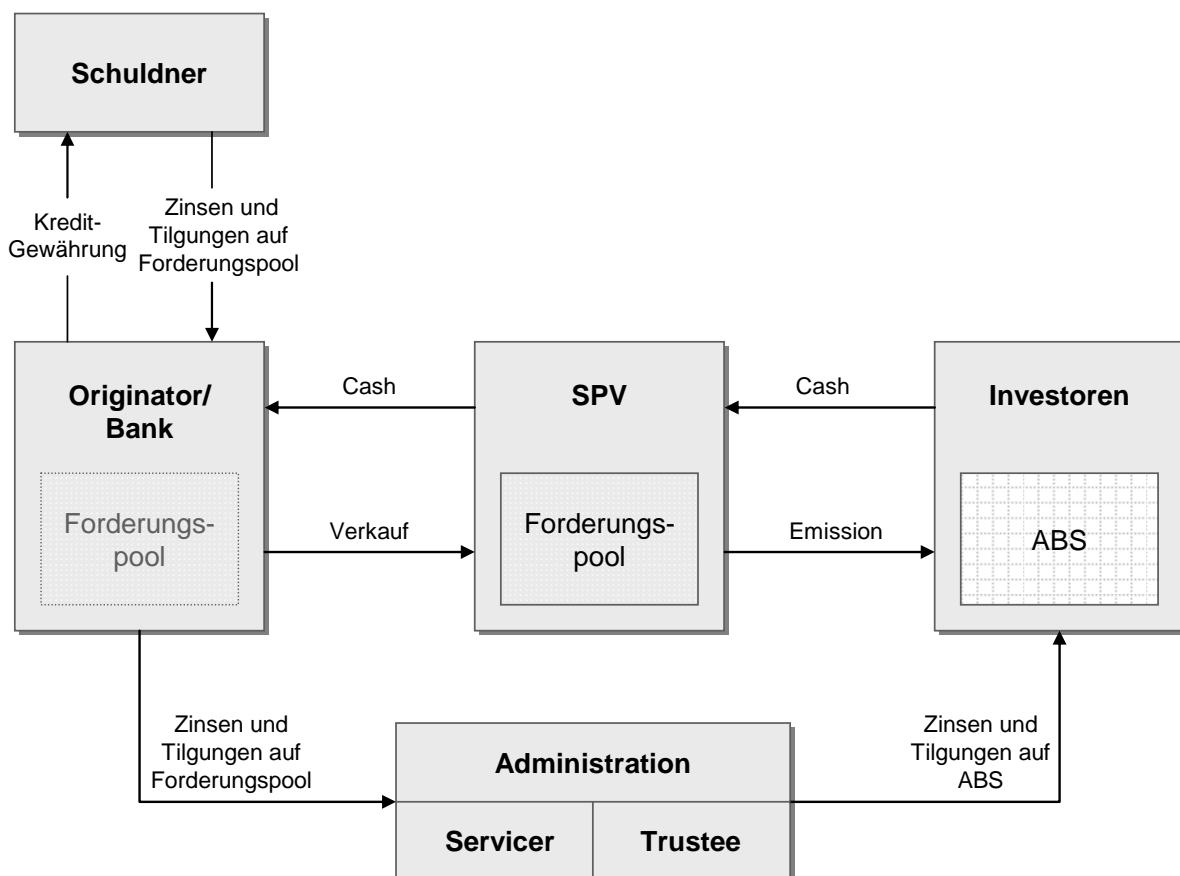 Schuldner
Kredit-
Gewährung
Zinsen und
Tilgungen auf
Forderungspool
Originator/
Bank
Forderungs-
pool
Cash
Verkauf
SPV
Forderungs-
pool
Cash
Emission
Investoren
ABS
Zinsen und
Tilgungen auf
Forderungspool
Administration
Servicer
Trustee
Zinsen und
Tilgungen auf
ABS